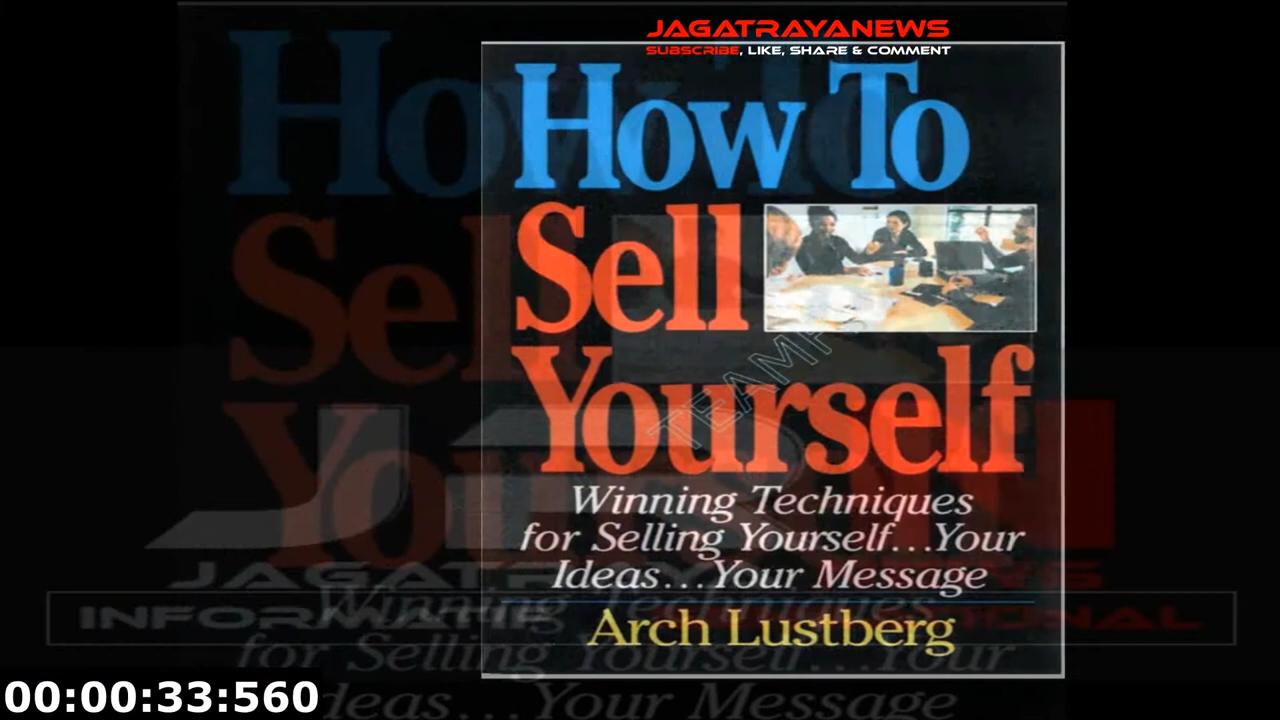 JAGATRAYANEWS
SUBSCRIBE, LIKE, SHARE & COMMENT
How To
Sell
Yourself
Winning Techniques
for Selling Yourself...Your
Ideas...Your Message
Arch Lustberg
00:00:33:560